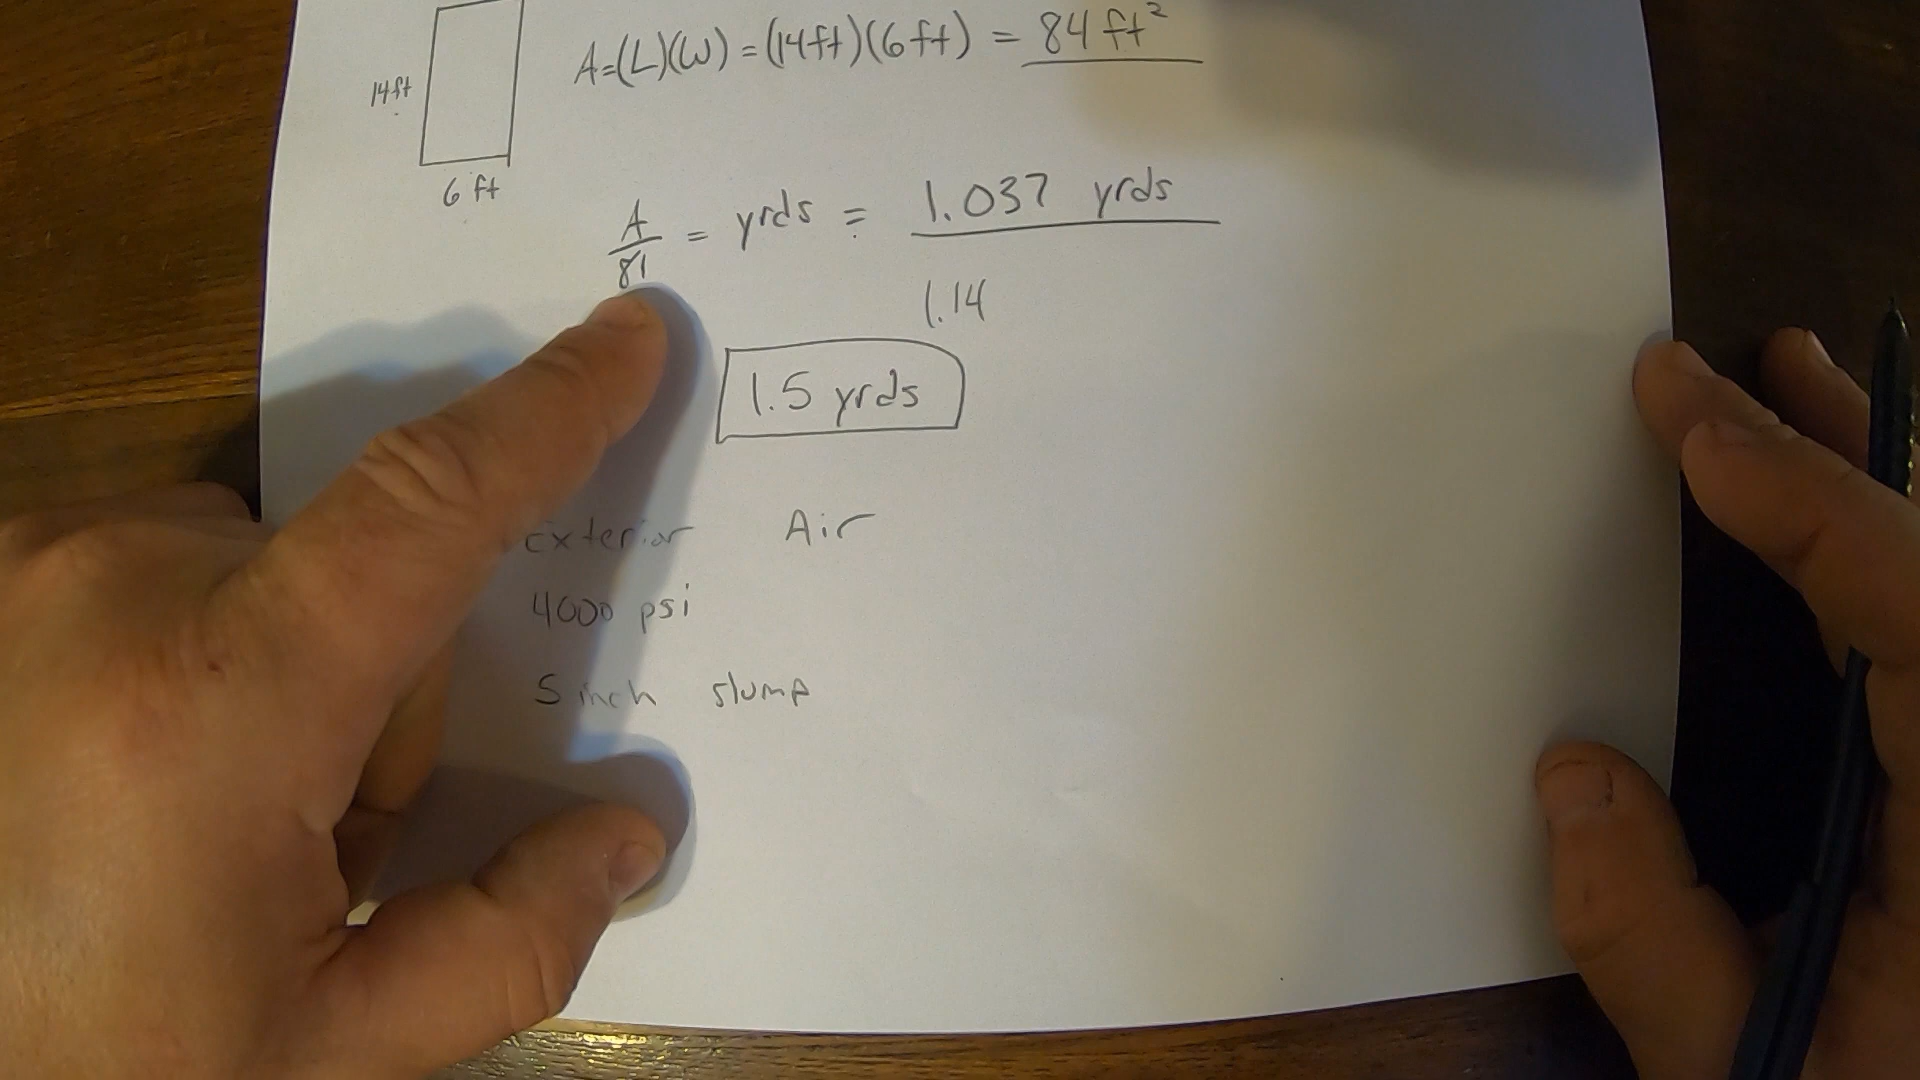 A=(L)(W) = (14ft)(6ft) = 84 ft²
14ft
6 ft
A/81 = yrds = 1.037 yrds
1.14
1.5 yrds
Exterior Air
4000 psi
5 inch slump